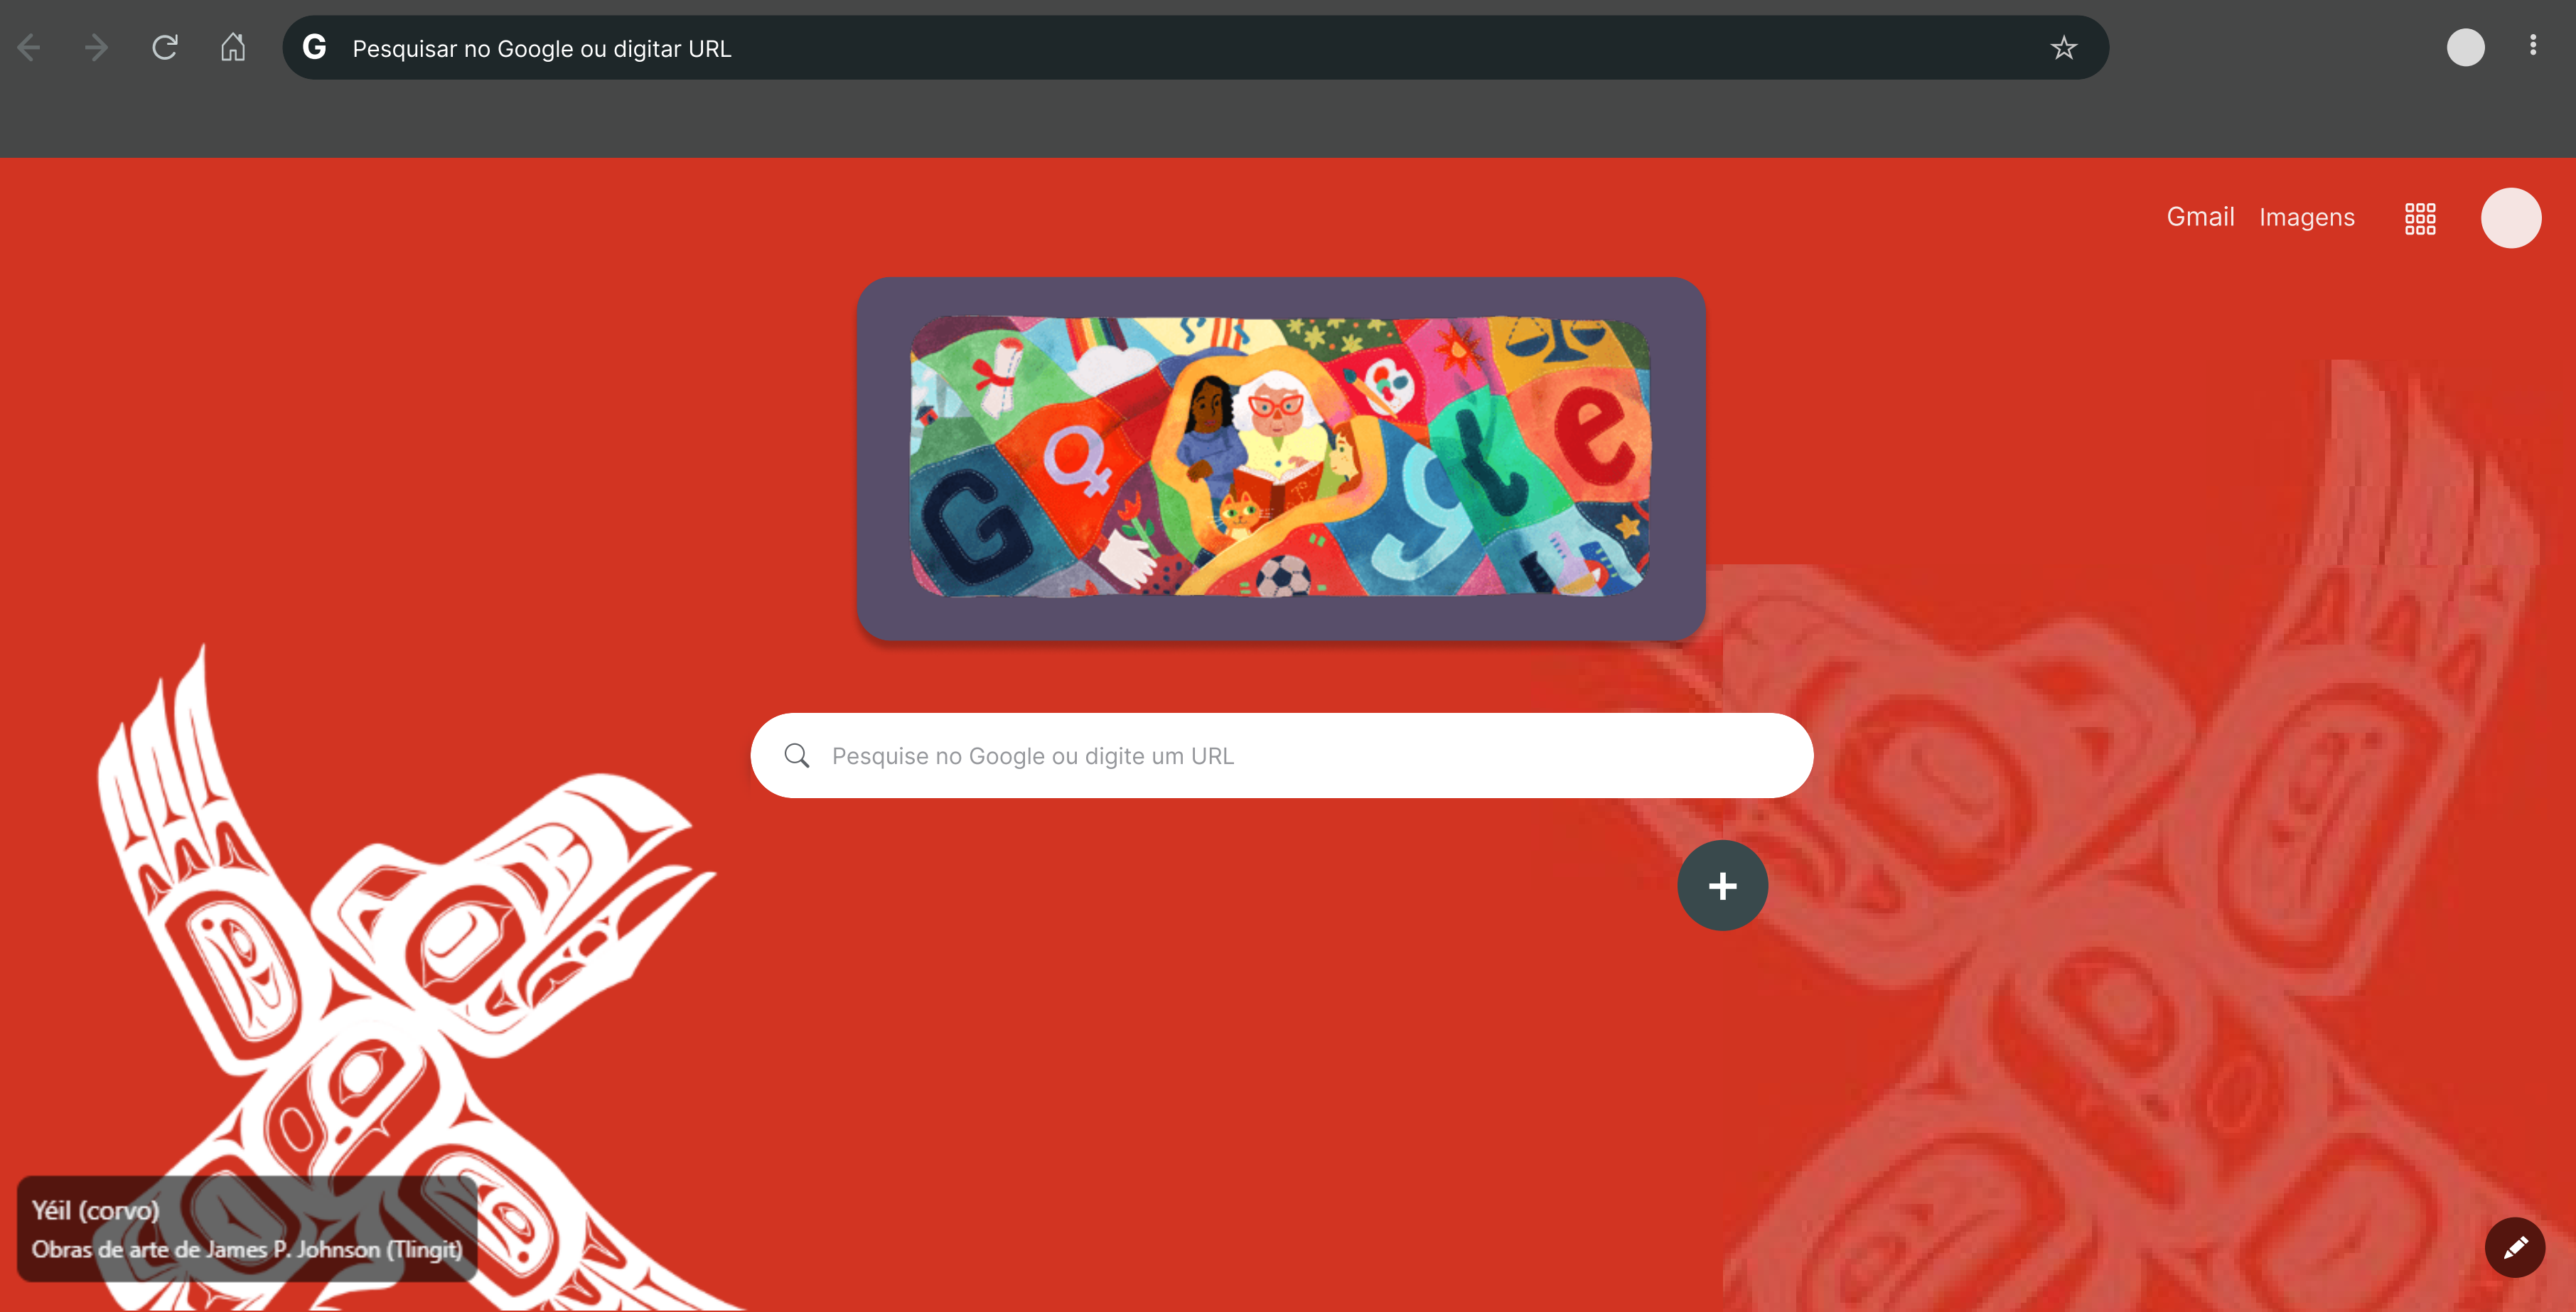 G Pesquisar no Google ou digitar URL
Gmail Imagens
G g l e
Pesquise no Google ou digite um URL
Yéil (corvo)
Obras de arte de James P. Johnson (Tlingit)